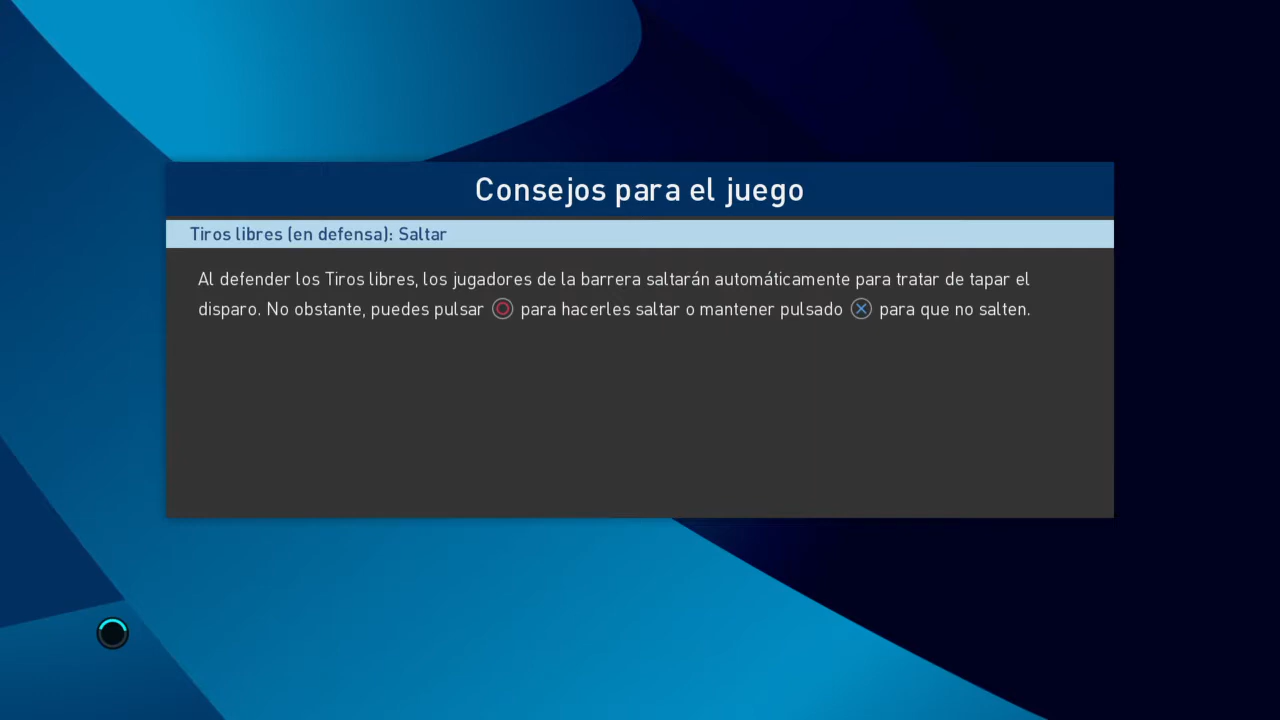 Consejos para el juego
Tiros libres (en defensa): Saltar
Al defender los Tiros libres, los jugadores de la barrera saltarán automáticamente para tratar de tapar el
disparo. No obstante, puedes pulsar para hacerles saltar o mantener pulsado para que no salten.